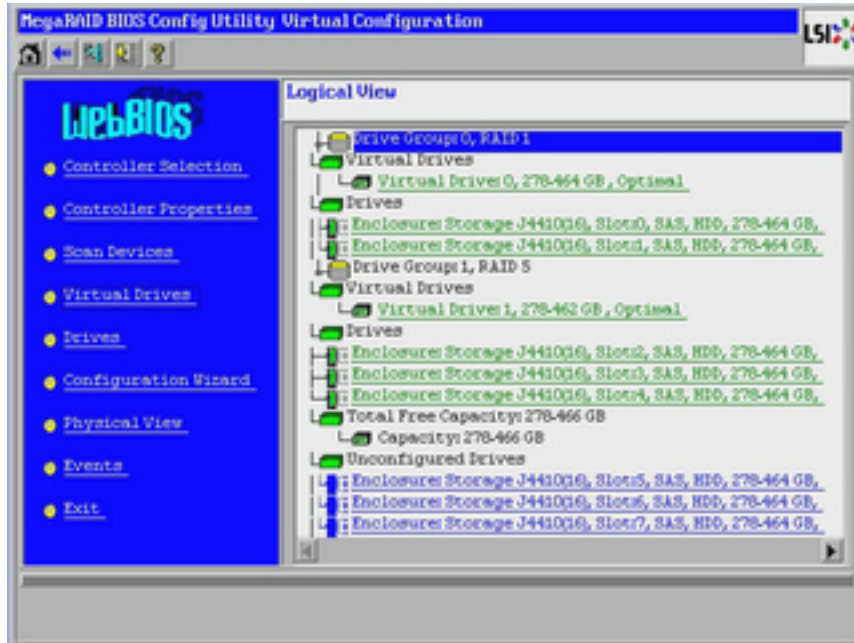 MegaRAID BIOS Config Utility Virtual Configuration
LSI
WebBIOS
Controller Selection
Controller Properties
Scan Devices
Virtual Drives
Drives
Configuration Wizard
Physical View
Events
Exit
Logical View
Drive Group: 0, RAID 1
Virtual Drives
Virtual Drive: 0, 278.464 GB, Optimal
Drives
Enclosure: Storage J4410(16), Slot:0, SAS, HDD, 278.464 GB,
Enclosure: Storage J4410(16), Slot:1, SAS, HDD, 278.464 GB,
Drive Group: 1, RAID 5
Virtual Drives
Virtual Drive: 1, 278.462 GB, Optimal
Drives
Enclosure: Storage J4410(16), Slot:2, SAS, HDD, 278.464 GB,
Enclosure: Storage J4410(16), Slot:3, SAS, HDD, 278.464 GB,
Enclosure: Storage J4410(16), Slot:4, SAS, HDD, 278.464 GB,
Total Free Capacity: 278.466 GB
Capacity: 278.466 GB
Unconfigured Drives
Enclosure: Storage J4410(16), Slot:5, SAS, HDD, 278.464 GB,
Enclosure: Storage J4410(16), Slot:6, SAS, HDD, 278.464 GB,
Enclosure: Storage J4410(16), Slot:7, SAS, HDD, 278.464 GB,